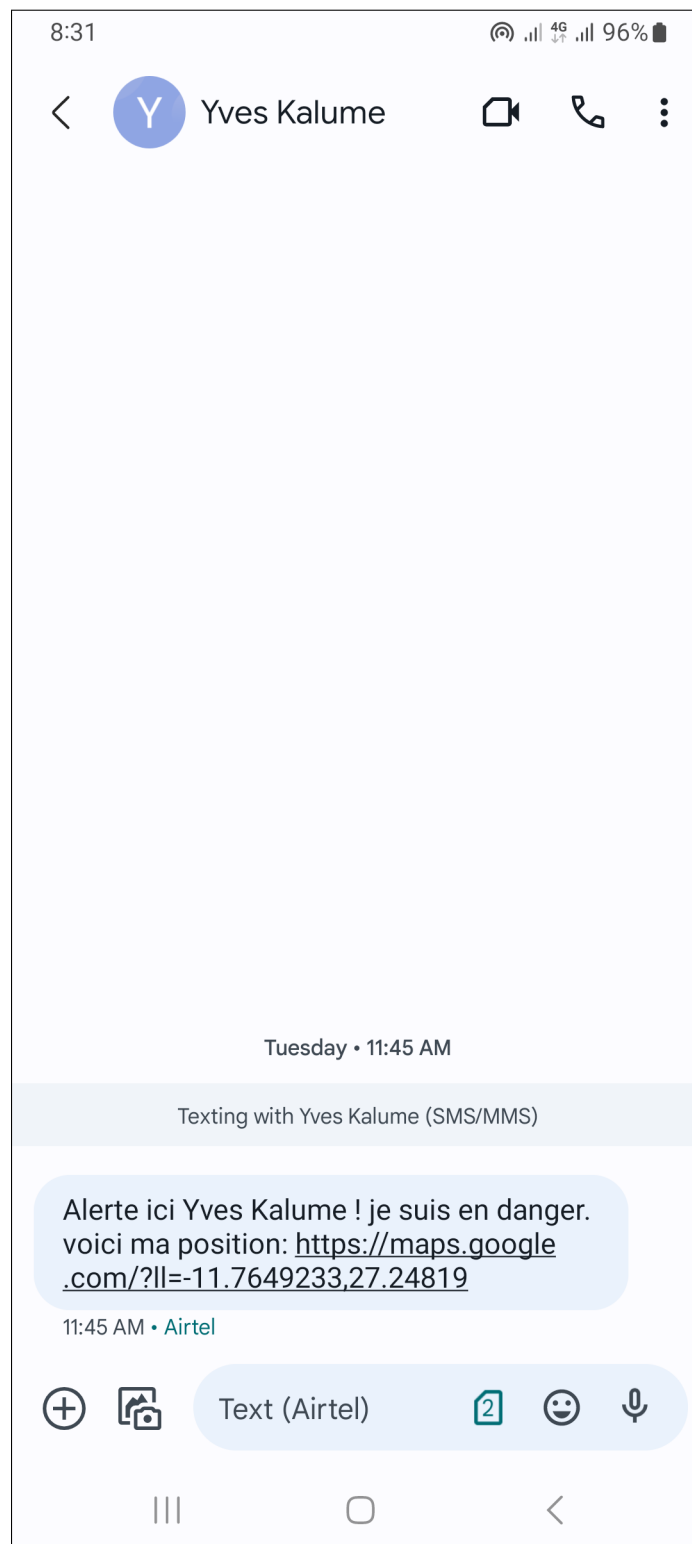 8:31 4G 96%
Y Yves Kalume
Tuesday • 11:45 AM
Texting with Yves Kalume (SMS/MMS)
Alerte ici Yves Kalume ! je suis en danger.
voici ma position: https://maps.google
.com/?ll=-11.7649233,27.24819
11:45 AM • Airtel
Text (Airtel) 2